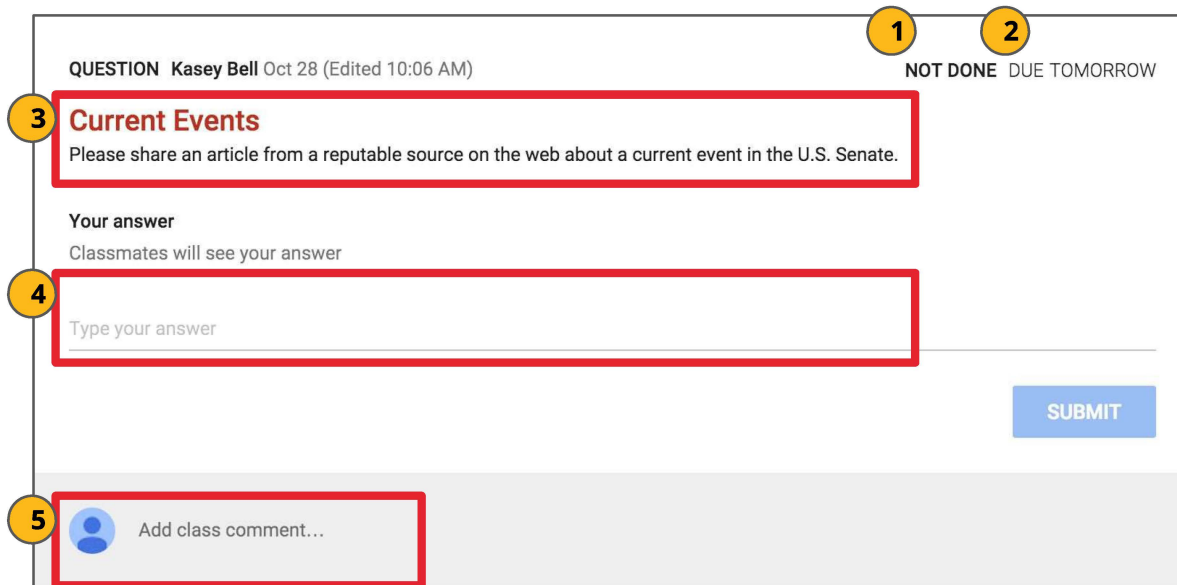 1 2
QUESTION Kasey Bell Oct 28 (Edited 10:06 AM) NOT DONE DUE TOMORROW
3 Current Events
Please share an article from a reputable source on the web about a current event in the U.S. Senate.
Your answer
Classmates will see your answer
4
Type your answer
SUBMIT
5 Add class comment...